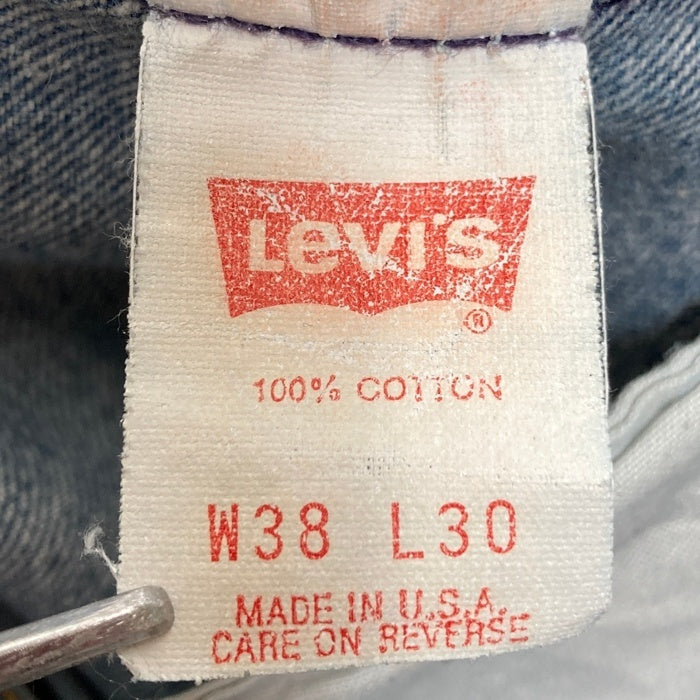 Levi's
®
100% COTTON
W38 L30
MADE IN U.S.A.
CARE ON REVERSE